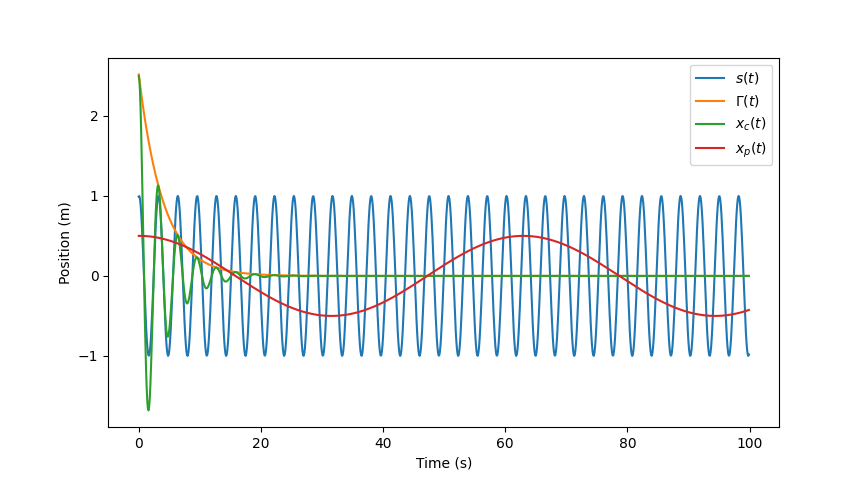 s(t)
Γ(t)
x_c(t)
x_p(t)
2
1
0
−1
Position (m)
0 20 40 60 80 100
Time (s)